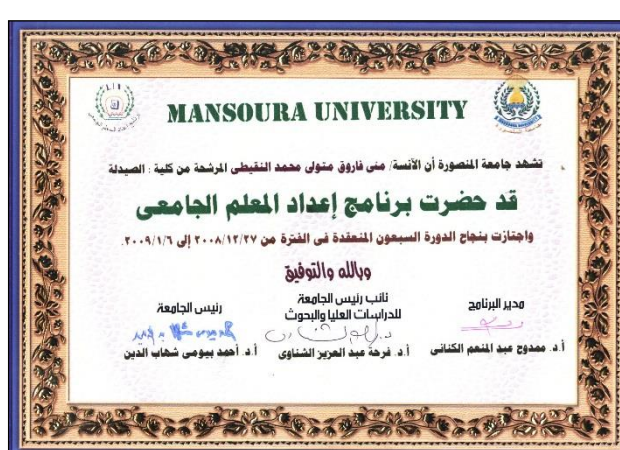 MANSOURA UNIVERSITY
تشهد جامعة المنصورة أن الآنسة/ منى فاروق متولى محمد النقيطى المرشحة من كلية : الصيدلة
قد حضرت برنامج إعداد المعلم الجامعى
واجتازت بنجاح الدورة السبعون المنعقدة فى الفترة من ٢٠٠٨/١٢/٢٧ إلى ٢٠٠٩/١/٦.
وبالله والتوفيق
مدير البرنامج
نائب رئيس الجامعة
للدراسات العليا والبحوث
رئيس الجامعة
أ.د. ممدوح عبد المنعم الكنانى
أ.د. فرحة عبد العزيز الشناوى
أ.د. أحمد بيومى شهاب الدين